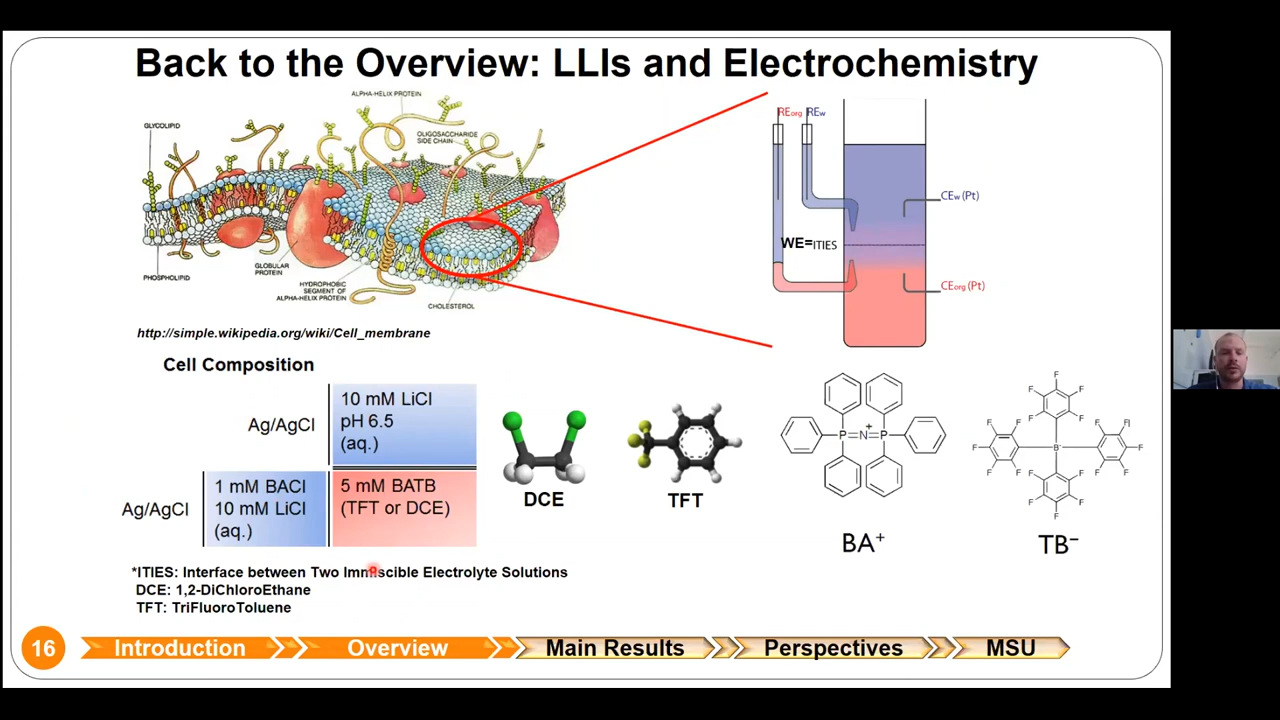 Back to the Overview: LLIs and Electrochemistry
ALPHA-HELIX PROTEIN
GLYCOLIPID
OLIGOSACCHARIDE
SIDE CHAIN
GLOBULAR
PROTEIN
PHOSPHOLIPID
HYDROPHOBIC
SEGMENT OF
ALPHA-HELIX PROTEIN
CHOLESTEROL
REorg REw
CEw (Pt)
WE=ITIES
CEorg (Pt)
http://simple.wikipedia.org/wiki/Cell_membrane
Cell Composition
Ag/AgCl
10 mM LiCl
pH 6.5
(aq.)
Ag/AgCl
1 mM BACl
10 mM LiCl
(aq.)
5 mM BATB
(TFT or DCE)
DCE
TFT
P=N=P
+
BA+
F F F F F
F F F F F
B-
F F F F F
F F F F F
TB−
*ITIES: Interface between Two Immiscible Electrolyte Solutions
DCE: 1,2-DiChloroEthane
TFT: TriFluoroToluene
16
Introduction
Overview
Main Results
Perspectives
MSU